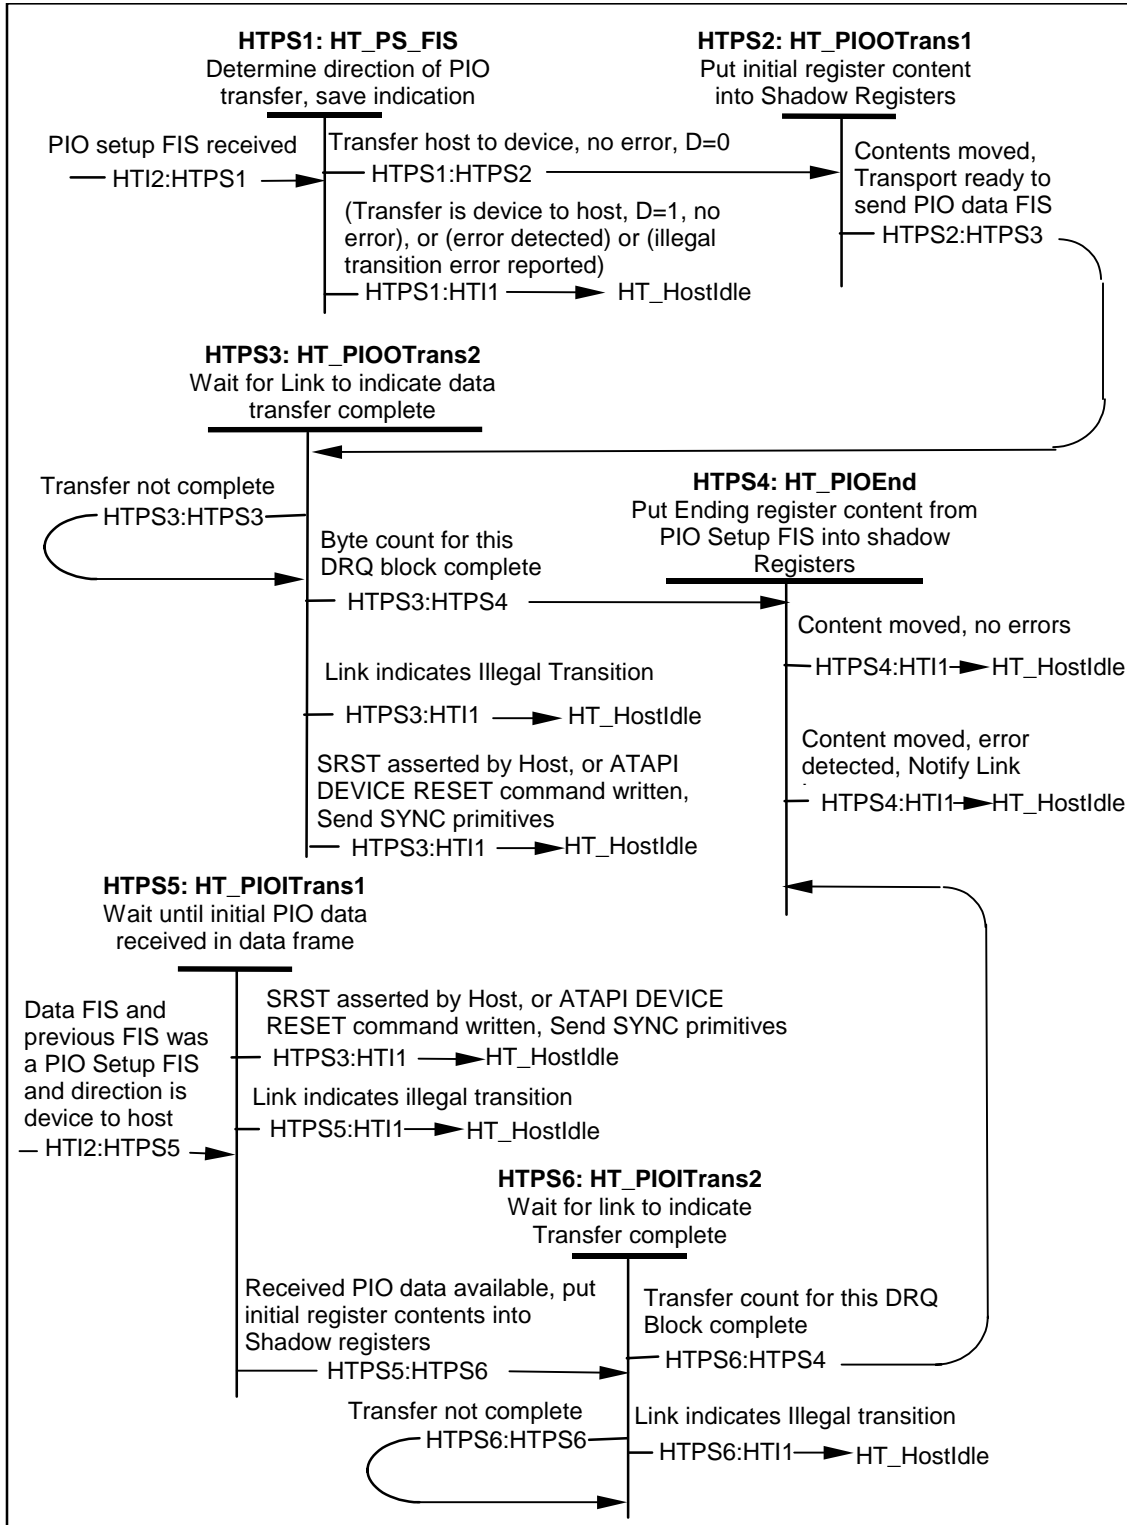 HTPS1: HT_PS_FIS
Determine direction of PIO
transfer, save indication
HTPS2: HT_PIOOTrans1
Put initial register content
into Shadow Registers
PIO setup FIS received
HTI2:HTPS1
Transfer host to device, no error, D=0
HTPS1:HTPS2
(Transfer is device to host, D=1, no
error), or (error detected) or (illegal
transition error reported)
HTPS1:HTI1
HT_HostIdle
Contents moved,
Transport ready to
send PIO data FIS
HTPS2:HTPS3
HTPS3: HT_PIOOTrans2
Wait for Link to indicate data
transfer complete
Transfer not complete
HTPS3:HTPS3
Byte count for this
DRQ block complete
HTPS3:HTPS4
Link indicates Illegal Transition
HTPS3:HTI1
HT_HostIdle
SRST asserted by Host, or ATAPI
DEVICE RESET command written,
Send SYNC primitives
HTPS3:HTI1
HT_HostIdle
HTPS4: HT_PIOEnd
Put Ending register content from
PIO Setup FIS into shadow
Registers
Content moved, no errors
HTPS4:HTI1
HT_HostIdle
Content moved, error
detected, Notify Link
HTPS4:HTI1
HT_HostIdle
HTPS5: HT_PIOITrans1
Wait until initial PIO data
received in data frame
Data FIS and
previous FIS was
a PIO Setup FIS
and direction is
device to host
HTI2:HTPS5
SRST asserted by Host, or ATAPI DEVICE
RESET command written, Send SYNC primitives
HTPS3:HTI1
HT_HostIdle
Link indicates illegal transition
HTPS5:HTI1
HT_HostIdle
Received PIO data available, put
initial register contents into
Shadow registers
HTPS5:HTPS6
HTPS6: HT_PIOITrans2
Wait for link to indicate
Transfer complete
Transfer count for this DRQ
Block complete
HTPS6:HTPS4
Transfer not complete
HTPS6:HTPS6
Link indicates Illegal transition
HTPS6:HTI1
HT_HostIdle